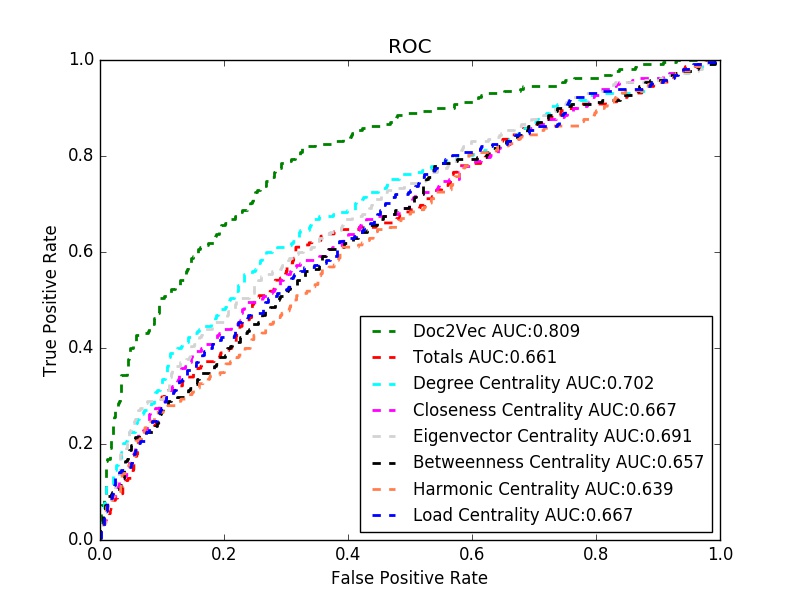 ROC
1.0
0.8
0.6
0.4
0.2
0.0
True Positive Rate
Doc2Vec AUC:0.809
Totals AUC:0.661
Degree Centrality AUC:0.702
Closeness Centrality AUC:0.667
Eigenvector Centrality AUC:0.691
Betweenness Centrality AUC:0.657
Harmonic Centrality AUC:0.639
Load Centrality AUC:0.667
0.0 0.2 0.4 0.6 0.8 1.0
False Positive Rate